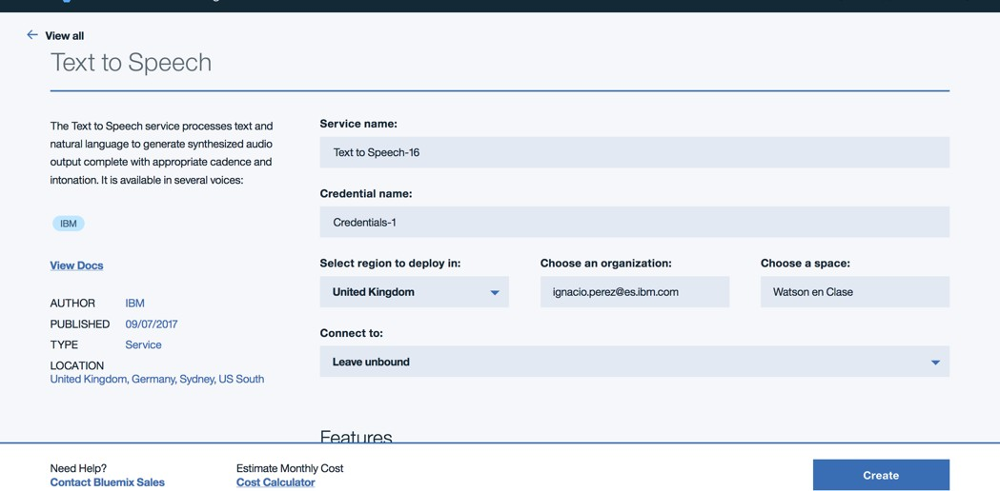 View all
Text to Speech
The Text to Speech service processes text and
natural language to generate synthesized audio
output complete with appropriate cadence and
intonation. It is available in several voices:
IBM
View Docs
AUTHOR IBM
PUBLISHED 09/07/2017
TYPE Service
LOCATION
United Kingdom, Germany, Sydney, US South
Service name:
Text to Speech-16
Credential name:
Credentials-1
Select region to deploy in: Choose an organization: Choose a space:
United Kingdom ignacio.perez@es.ibm.com Watson en Clase
Connect to:
Leave unbound
Features
Need Help? Estimate Monthly Cost
Contact Bluemix Sales Cost Calculator
Create